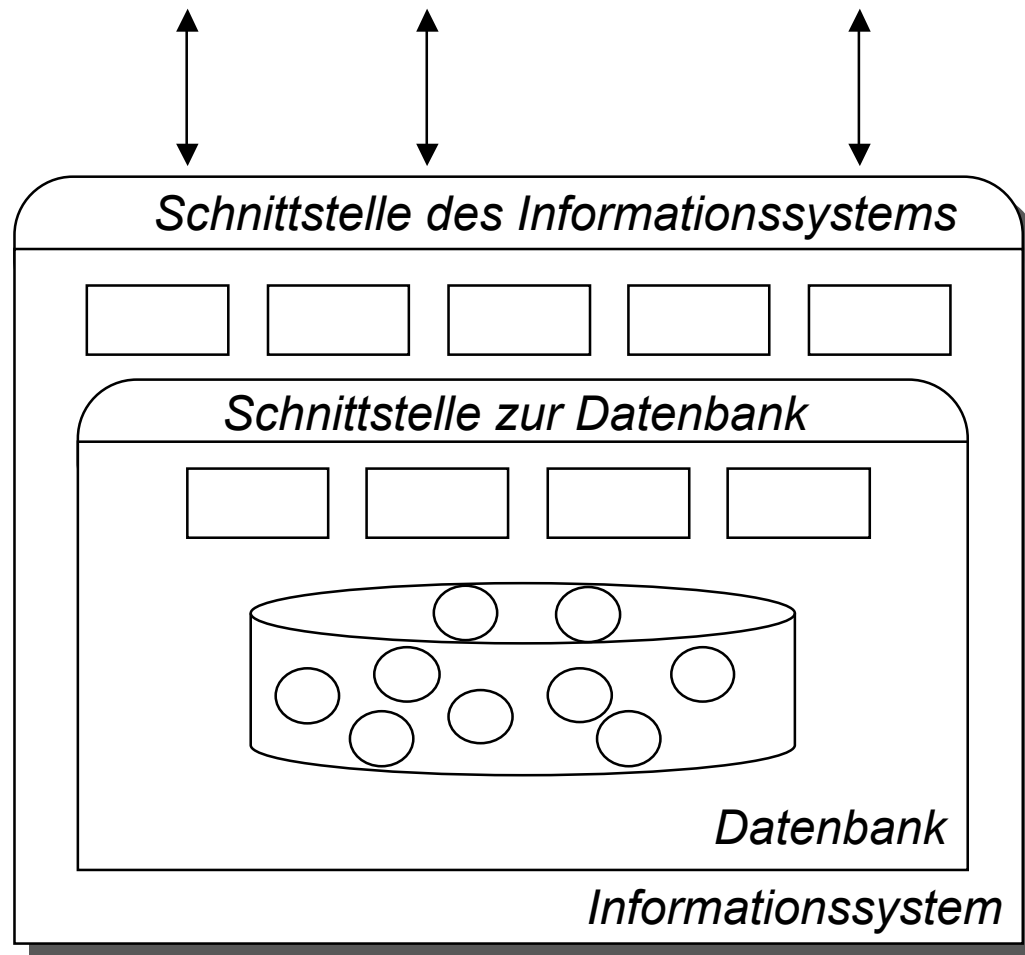 Schnittstelle des Informationssystems
Schnittstelle zur Datenbank
Datenbank
Informationssystem